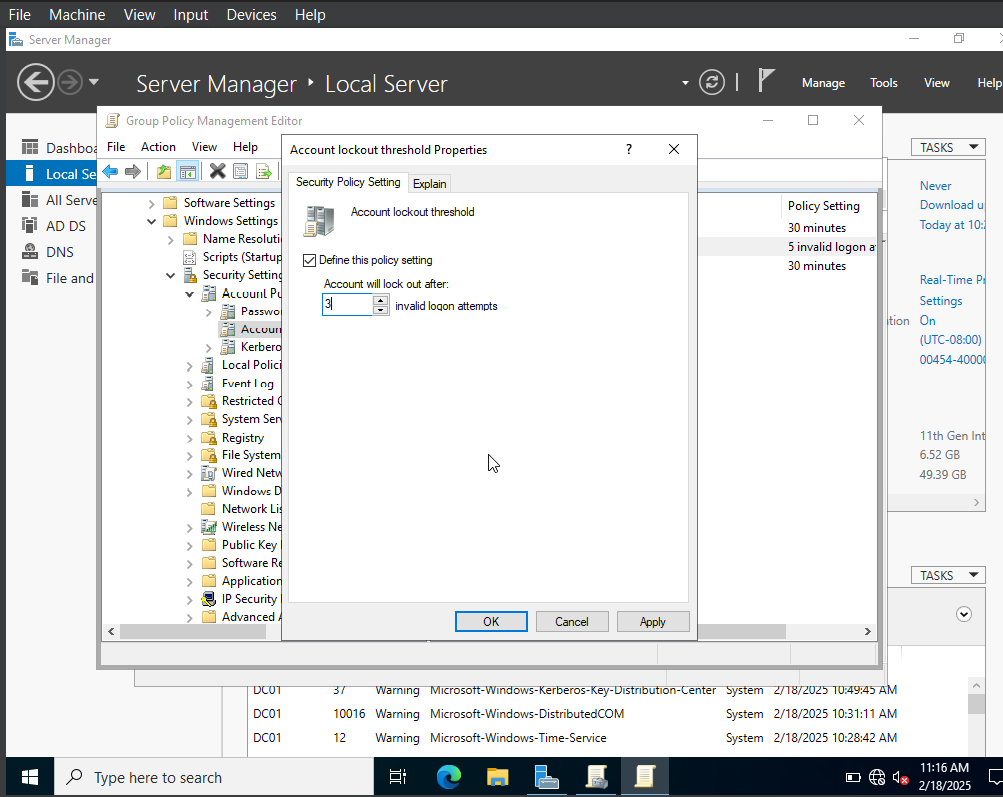 File Machine View Input Devices Help
Server Manager
Server Manager • Local Server
Manage Tools View Help
Group Policy Management Editor
File Action View Help
Dashboa
Local Se
All Serve
AD DS
DNS
File and
Software Settings
Windows Settings
Name Resoluti
Scripts (Startup
Security Setting
Account Po
Passwo
Accoun
Kerbero
Local Polici
Event Log
Restricted G
System Serv
Registry
File System
Wired Netw
Windows D
Network Lis
Wireless Ne
Public Key
Software Re
Application
IP Security
Advanced A
Account lockout threshold Properties
? 
Security Policy Setting Explain
Account lockout threshold
Define this policy setting
Account will lock out after:
3 invalid logon attempts
OK Cancel Apply
Policy Setting
30 minutes
5 invalid logon at
30 minutes
TASKS
Never
Download u
Today at 10:2
Real-Time Pr
Settings
ation On
(UTC-08:00)
00454-40000
11th Gen Int
6.52 GB
49.39 GB
TASKS
DC01 37 Warning Microsoft-Windows-Kerberos-Key-Distribution-Center System 2/18/2025 10:49:45 AM
DC01 10016 Warning Microsoft-Windows-DistributedCOM System 2/18/2025 10:31:11 AM
DC01 12 Warning Microsoft-Windows-Time-Service System 2/18/2025 10:28:42 AM
Type here to search
11:16 AM
2/18/2025